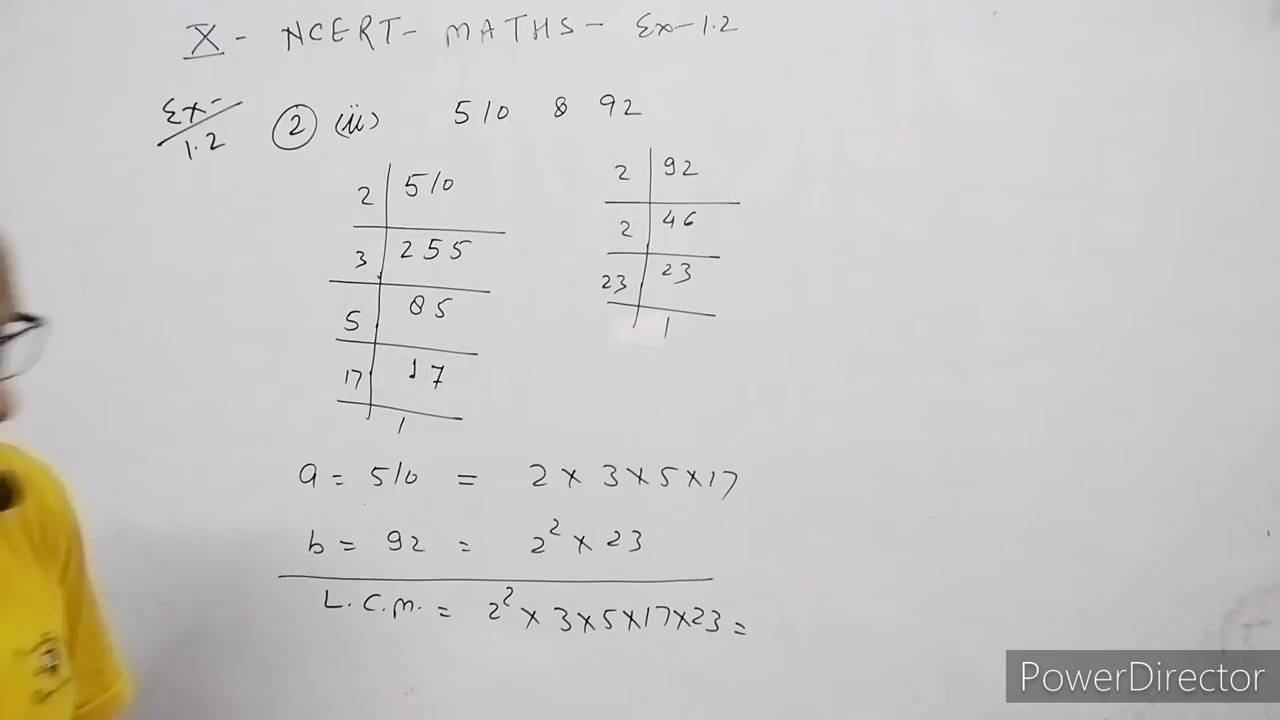 X - NCERT - MATHS - Ex-1.2
Ex- 1.2 2 (ii) 510 & 92
2 | 510
3 | 255
5 | 85
17 | 17
1
2 | 92
2 | 46
23 | 23
1
a = 510 = 2 × 3 × 5 × 17
b = 92 = 2² × 23
L.C.M. = 2² × 3 × 5 × 17 × 23 =
PowerDirector